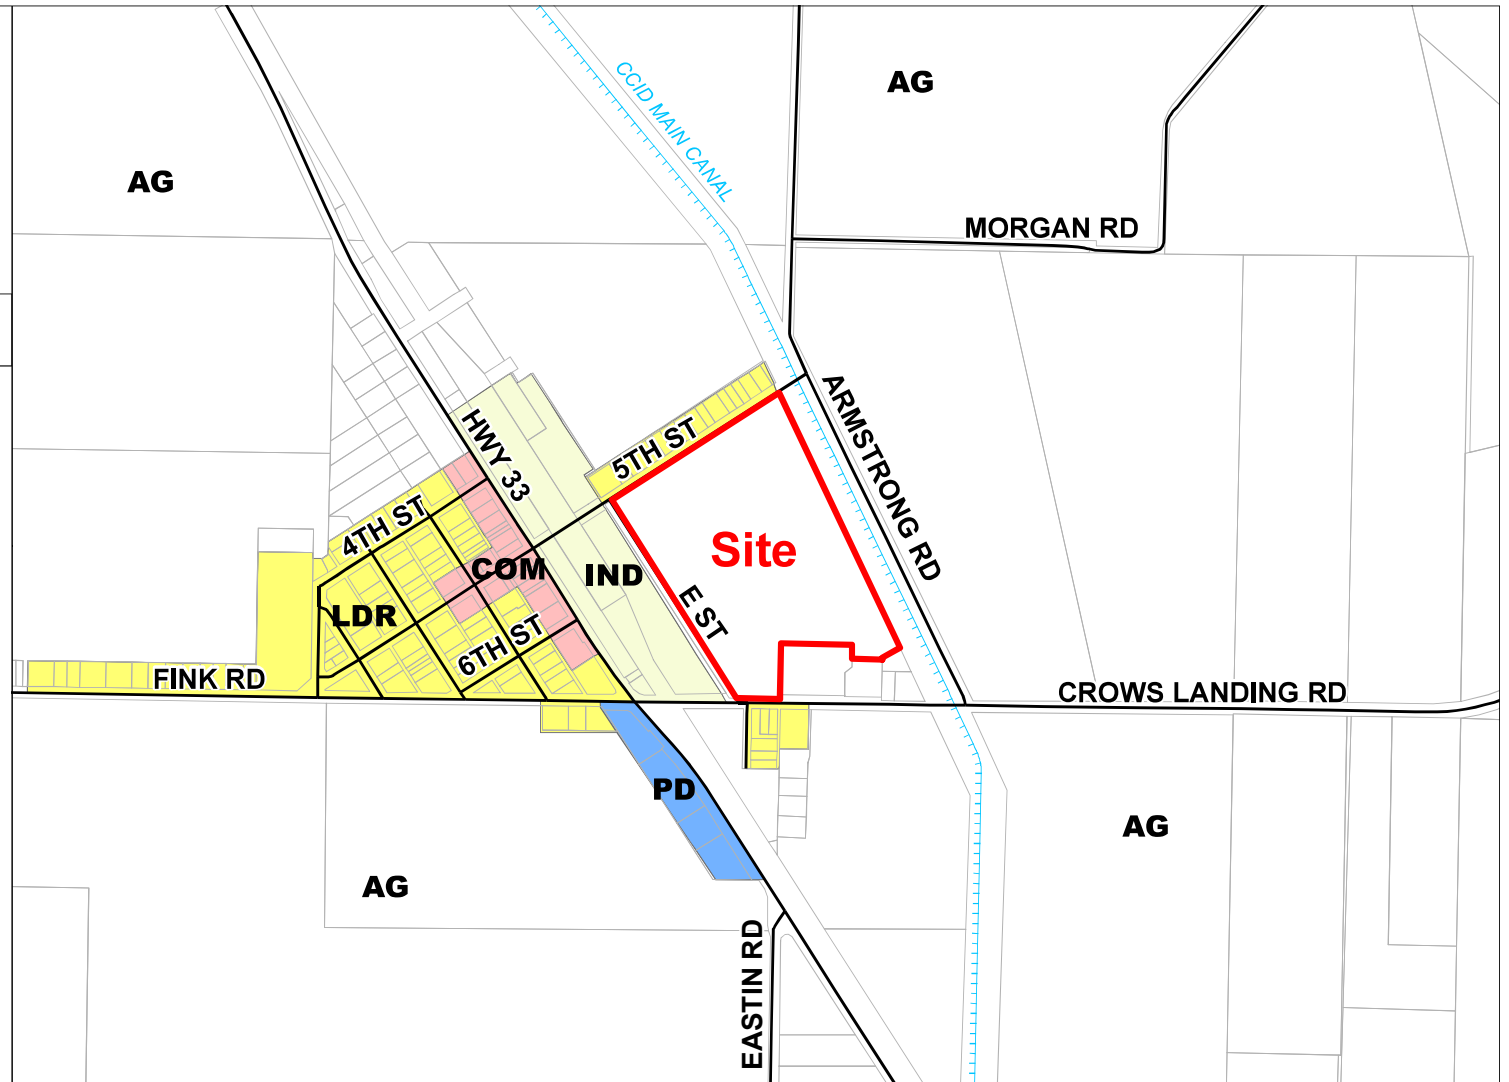 AG
CCID MAIN CANAL
AG
MORGAN RD
HWY 33
5TH ST
ARMSTRONG RD
4TH ST
Site
COM
IND
E ST
LDR
6TH ST
FINK RD
CROWS LANDING RD
PD
AG
AG
EASTIN RD